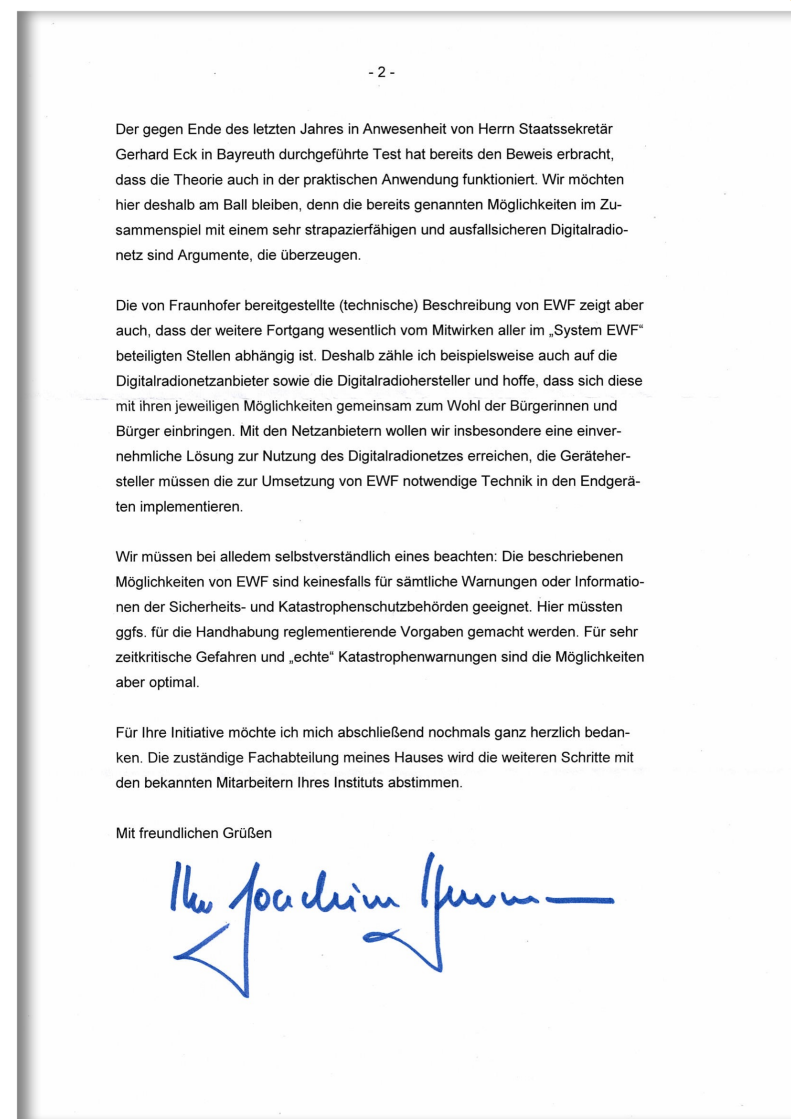 - 2 -
Der gegen Ende des letzten Jahres in Anwesenheit von Herrn Staatssekretär
Gerhard Eck in Bayreuth durchgeführte Test hat bereits den Beweis erbracht,
dass die Theorie auch in der praktischen Anwendung funktioniert. Wir möchten
hier deshalb am Ball bleiben, denn die bereits genannten Möglichkeiten im Zu-
sammenspiel mit einem sehr strapazierfähigen und ausfallsicheren Digitalradio-
netz sind Argumente, die überzeugen.
Die von Fraunhofer bereitgestellte (technische) Beschreibung von EWF zeigt aber
auch, dass der weitere Fortgang wesentlich vom Mitwirken aller im „System EWF“
beteiligten Stellen abhängig ist. Deshalb zähle ich beispielsweise auch auf die
Digitalradionetzanbieter sowie die Digitalradiohersteller und hoffe, dass sich diese
mit ihren jeweiligen Möglichkeiten gemeinsam zum Wohl der Bürgerinnen und
Bürger einbringen. Mit den Netzanbietern wollen wir insbesondere eine einver-
nehmliche Lösung zur Nutzung des Digitalradionetzes erreichen, die Geräteher-
steller müssen die zur Umsetzung von EWF notwendige Technik in den Endgerä-
ten implementieren.
Wir müssen bei alledem selbstverständlich eines beachten: Die beschriebenen
Möglichkeiten von EWF sind keinesfalls für sämtliche Warnungen oder Informatio-
nen der Sicherheits- und Katastrophenschutzbehörden geeignet. Hier müssten
ggfs. für die Handhabung reglementierende Vorgaben gemacht werden. Für sehr
zeitkritische Gefahren und „echte“ Katastrophenwarnungen sind die Möglichkeiten
aber optimal.
Für Ihre Initiative möchte ich mich abschließend nochmals ganz herzlich bedan-
ken. Die zuständige Fachabteilung meines Hauses wird die weiteren Schritte mit
den bekannten Mitarbeitern Ihres Instituts abstimmen.
Mit freundlichen Grüßen
Ihr Joachim